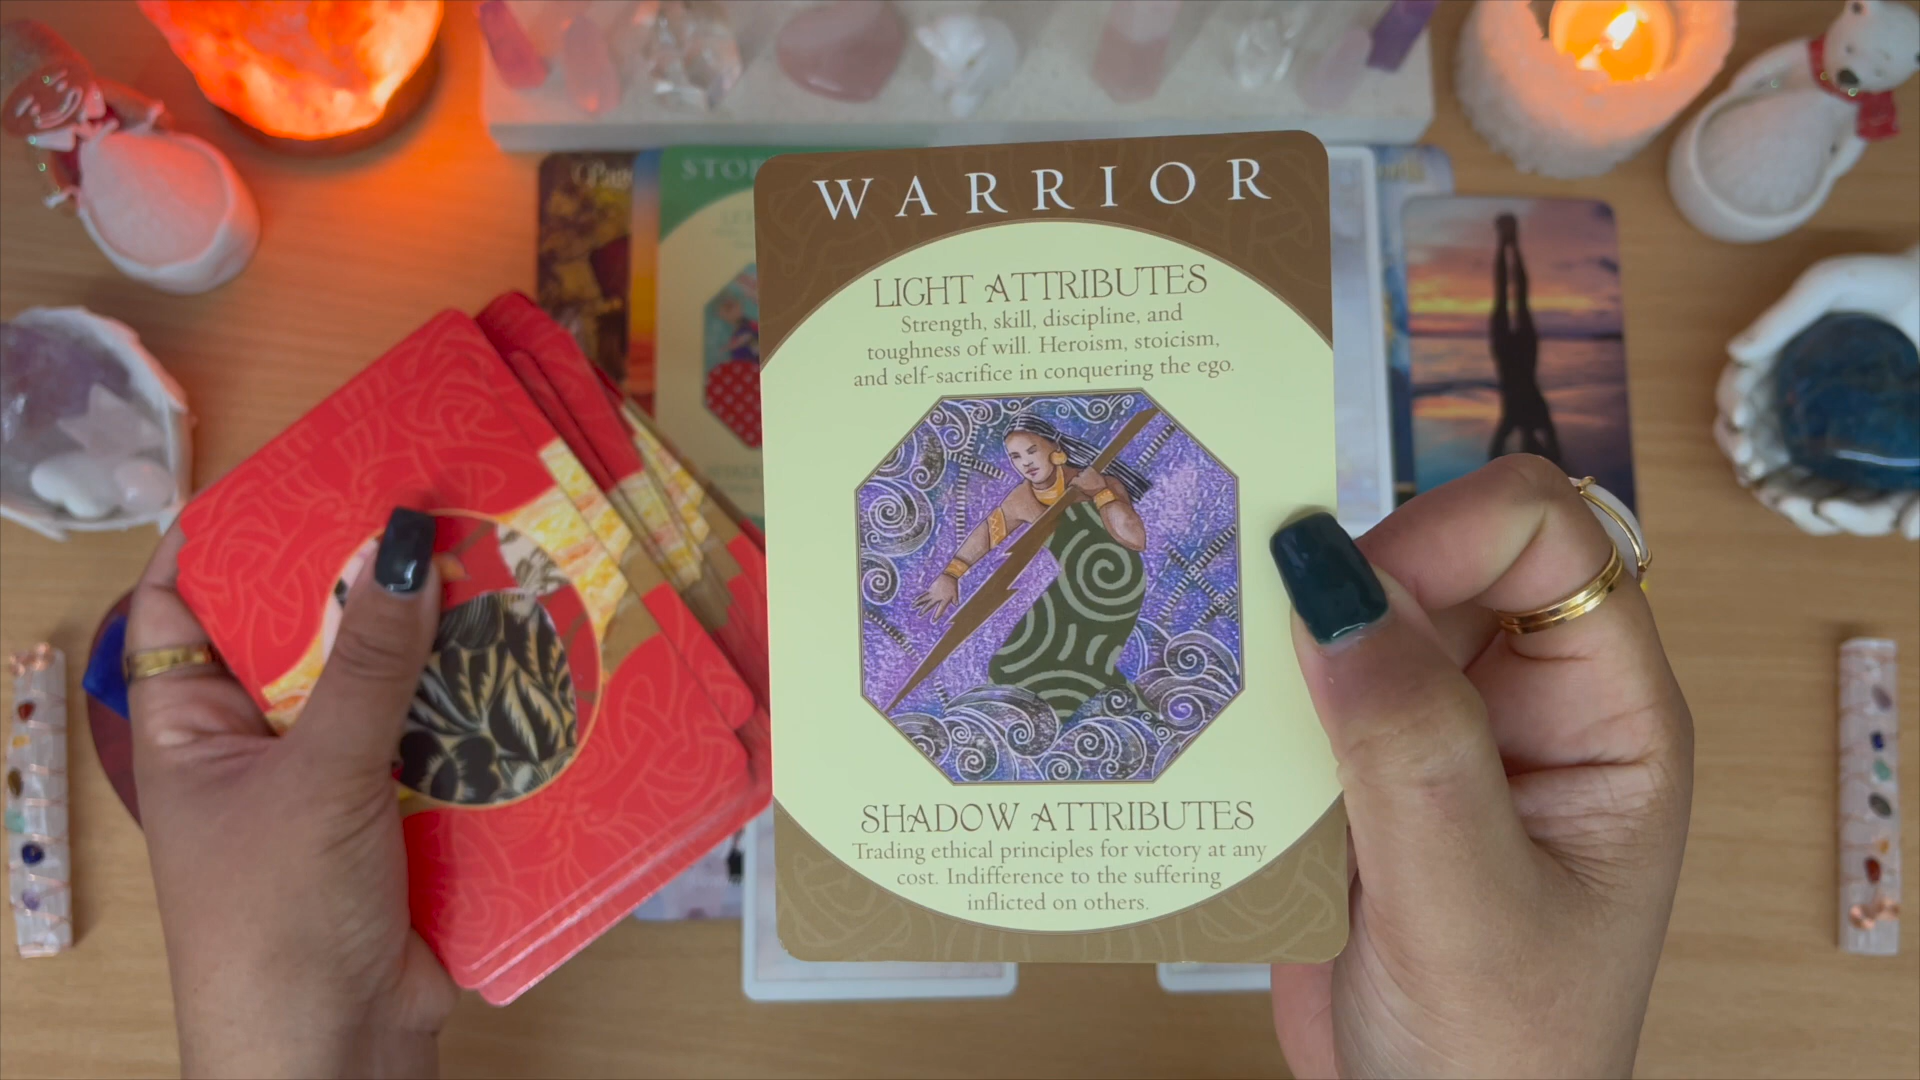 WARRIOR
LIGHT ATTRIBUTES
Strength, skill, discipline, and
toughness of will. Heroism, stoicism,
and self-sacrifice in conquering the ego.
SHADOW ATTRIBUTES
Trading ethical principles for victory at any
cost. Indifference to the suffering
inflicted on others.